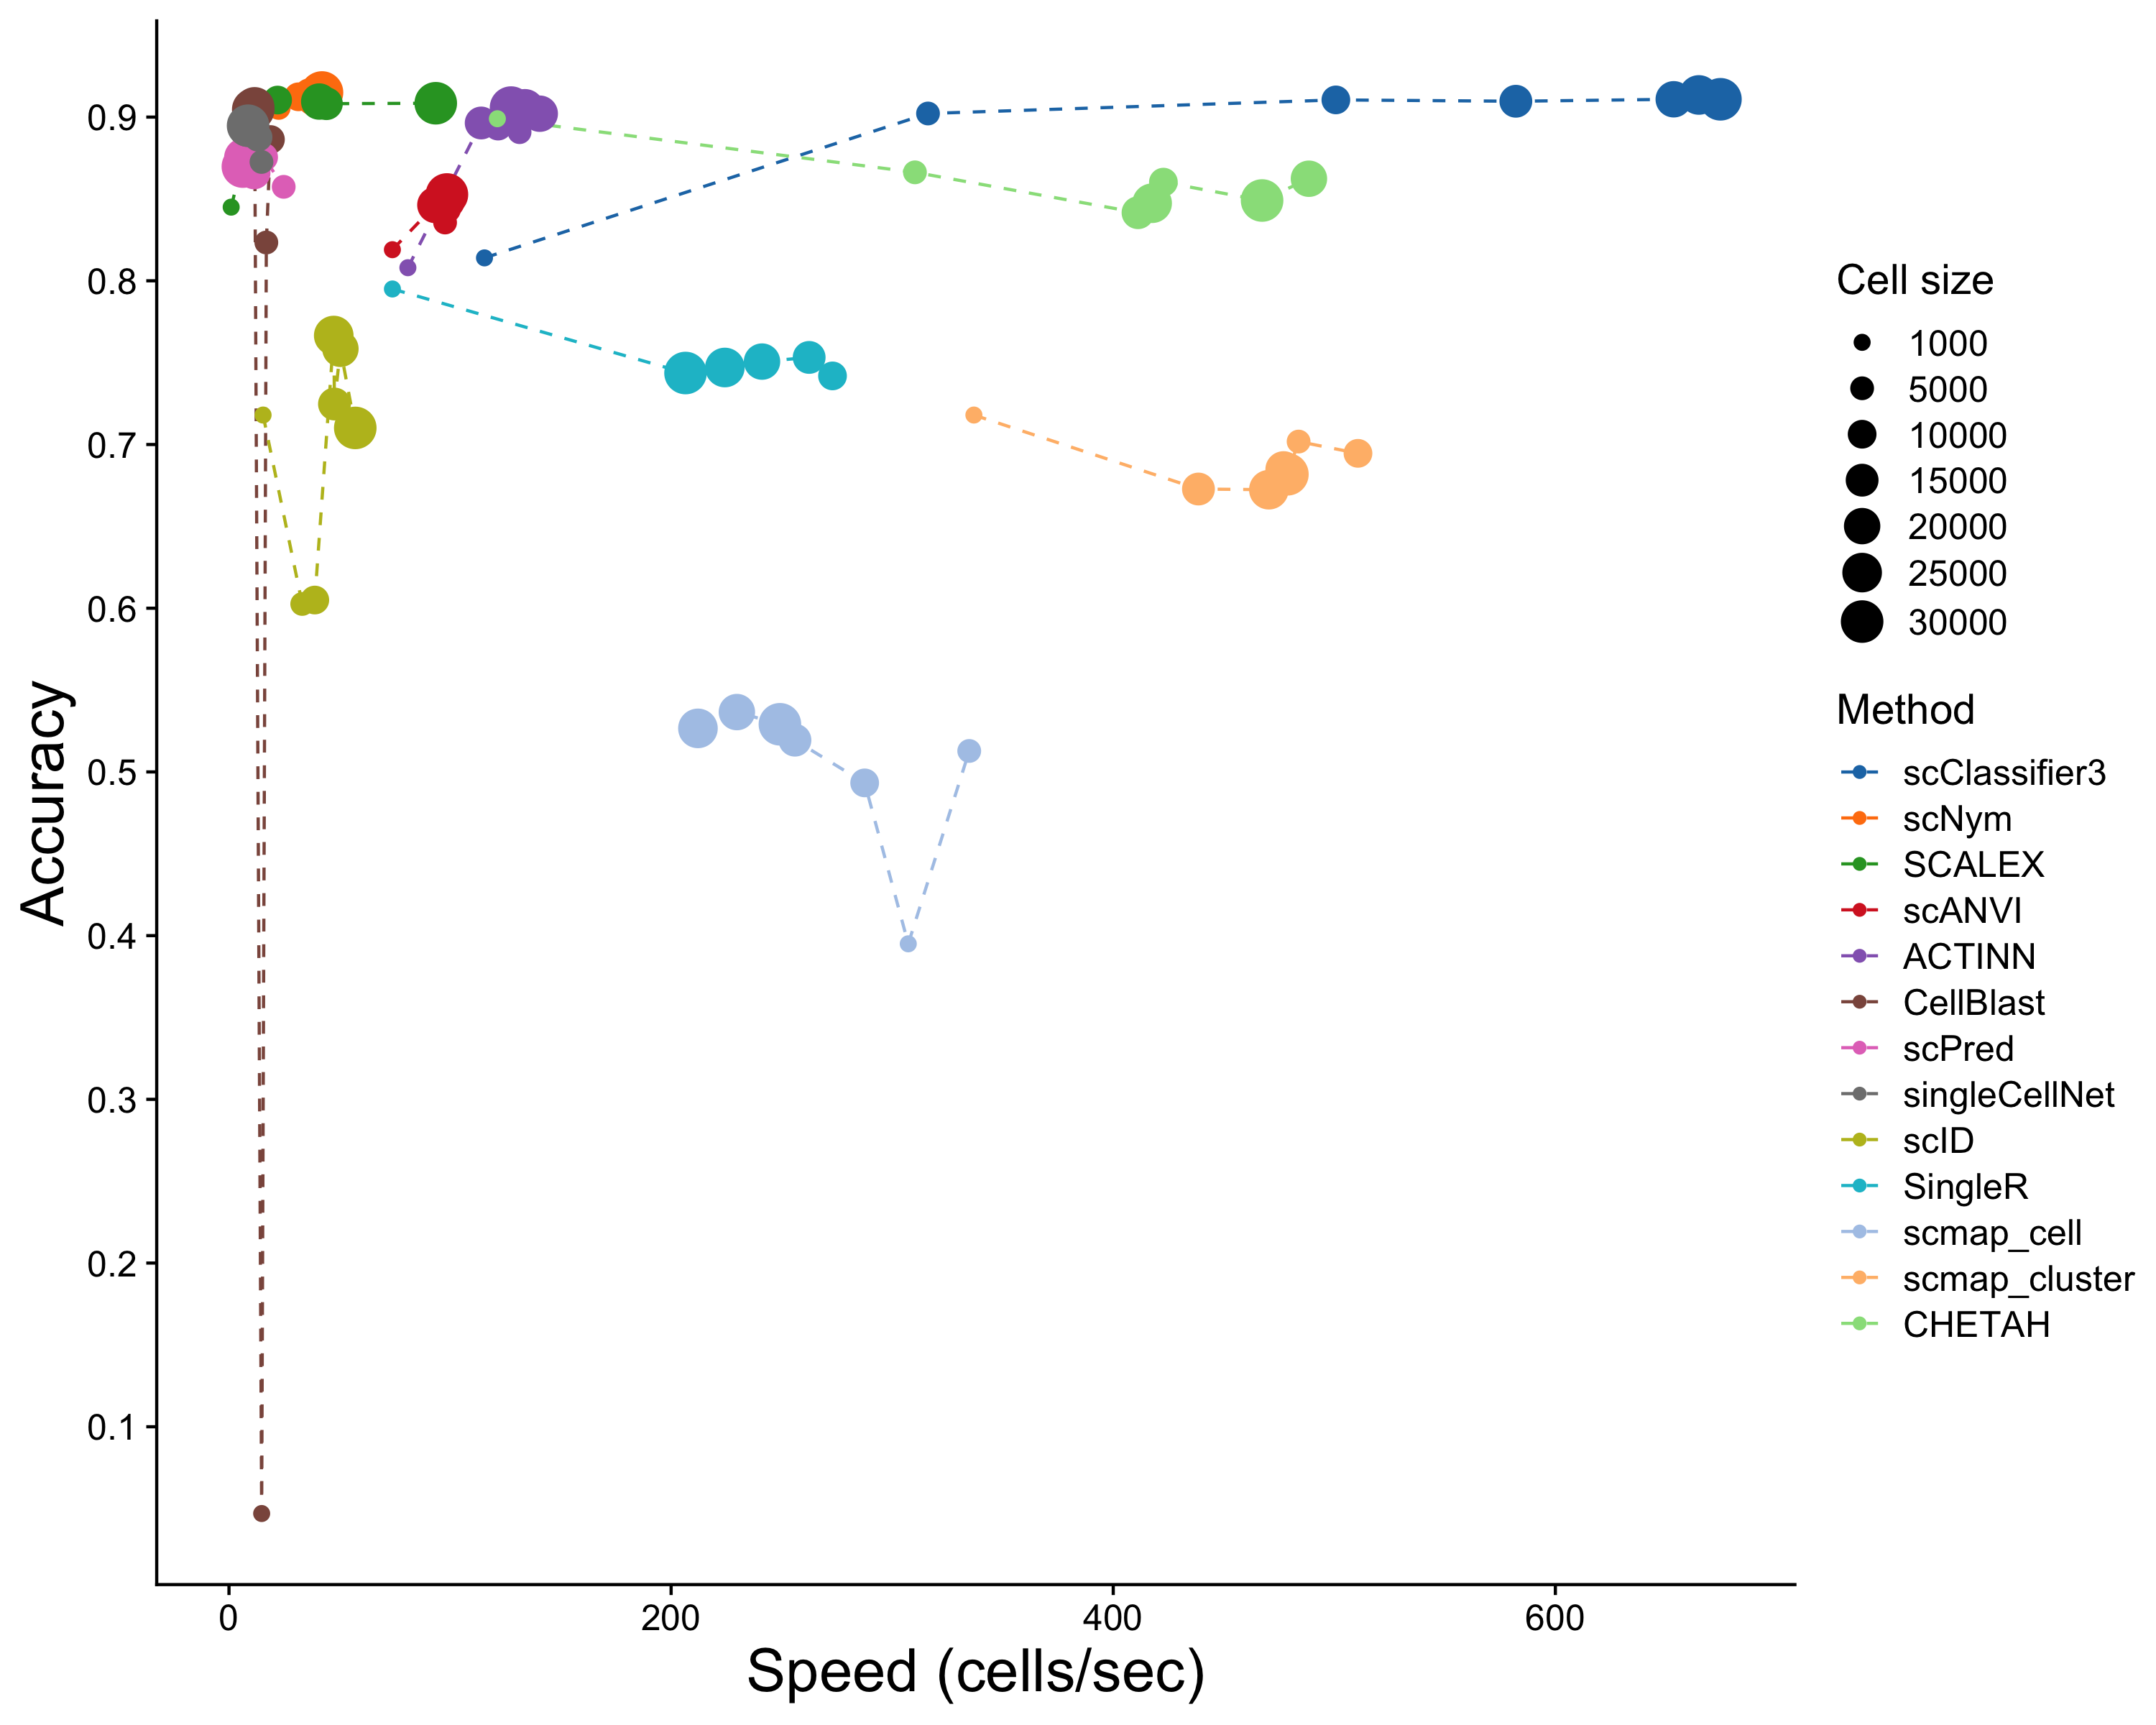 Accuracy
0.9
0.8
0.7
0.6
0.5
0.4
0.3
0.2
0.1
0
200
400
600
Speed (cells/sec)
Cell size
1000
5000
10000
15000
20000
25000
30000
Method
scClassifier3
scNym
SCALEX
scANVI
ACTINN
CellBlast
scPred
singleCellNet
scID
SingleR
scmap_cell
scmap_cluster
CHETAH